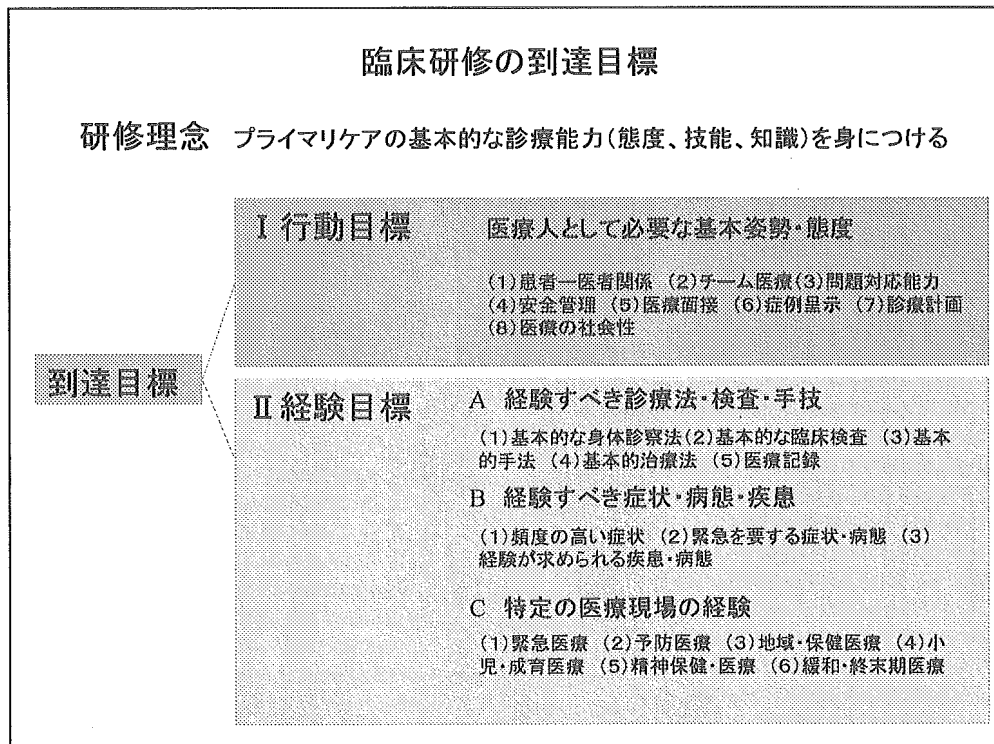 臨床研修の到達目標
研修理念 プライマリケアの基本的な診療能力(態度、技能、知識)を身につける
到達目標
Ⅰ 行動目標 医療人として必要な基本姿勢・態度
(1)患者―医者関係 (2)チーム医療(3)問題対応能力
(4)安全管理 (5)医療面接 (6)症例呈示 (7)診療計画
(8)医療の社会性
Ⅱ 経験目標
A 経験すべき診療法・検査・手技
(1)基本的な身体診察法(2)基本的な臨床検査 (3)基本
的手法 (4)基本的治療法 (5)医療記録
B 経験すべき症状・病態・疾患
(1)頻度の高い症状 (2)緊急を要する症状・病態 (3)
経験が求められる疾患・病態
C 特定の医療現場の経験
(1)緊急医療 (2)予防医療 (3)地域・保健医療 (4)小
児・成育医療 (5)精神保健・医療 (6)緩和・終末期医療